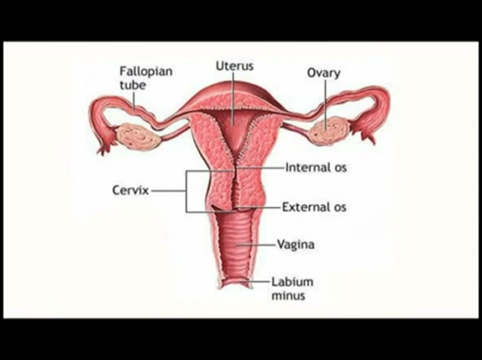 Uterus
Fallopian
tube
Ovary
Internal os
Cervix
External os
Vagina
Labium
minus